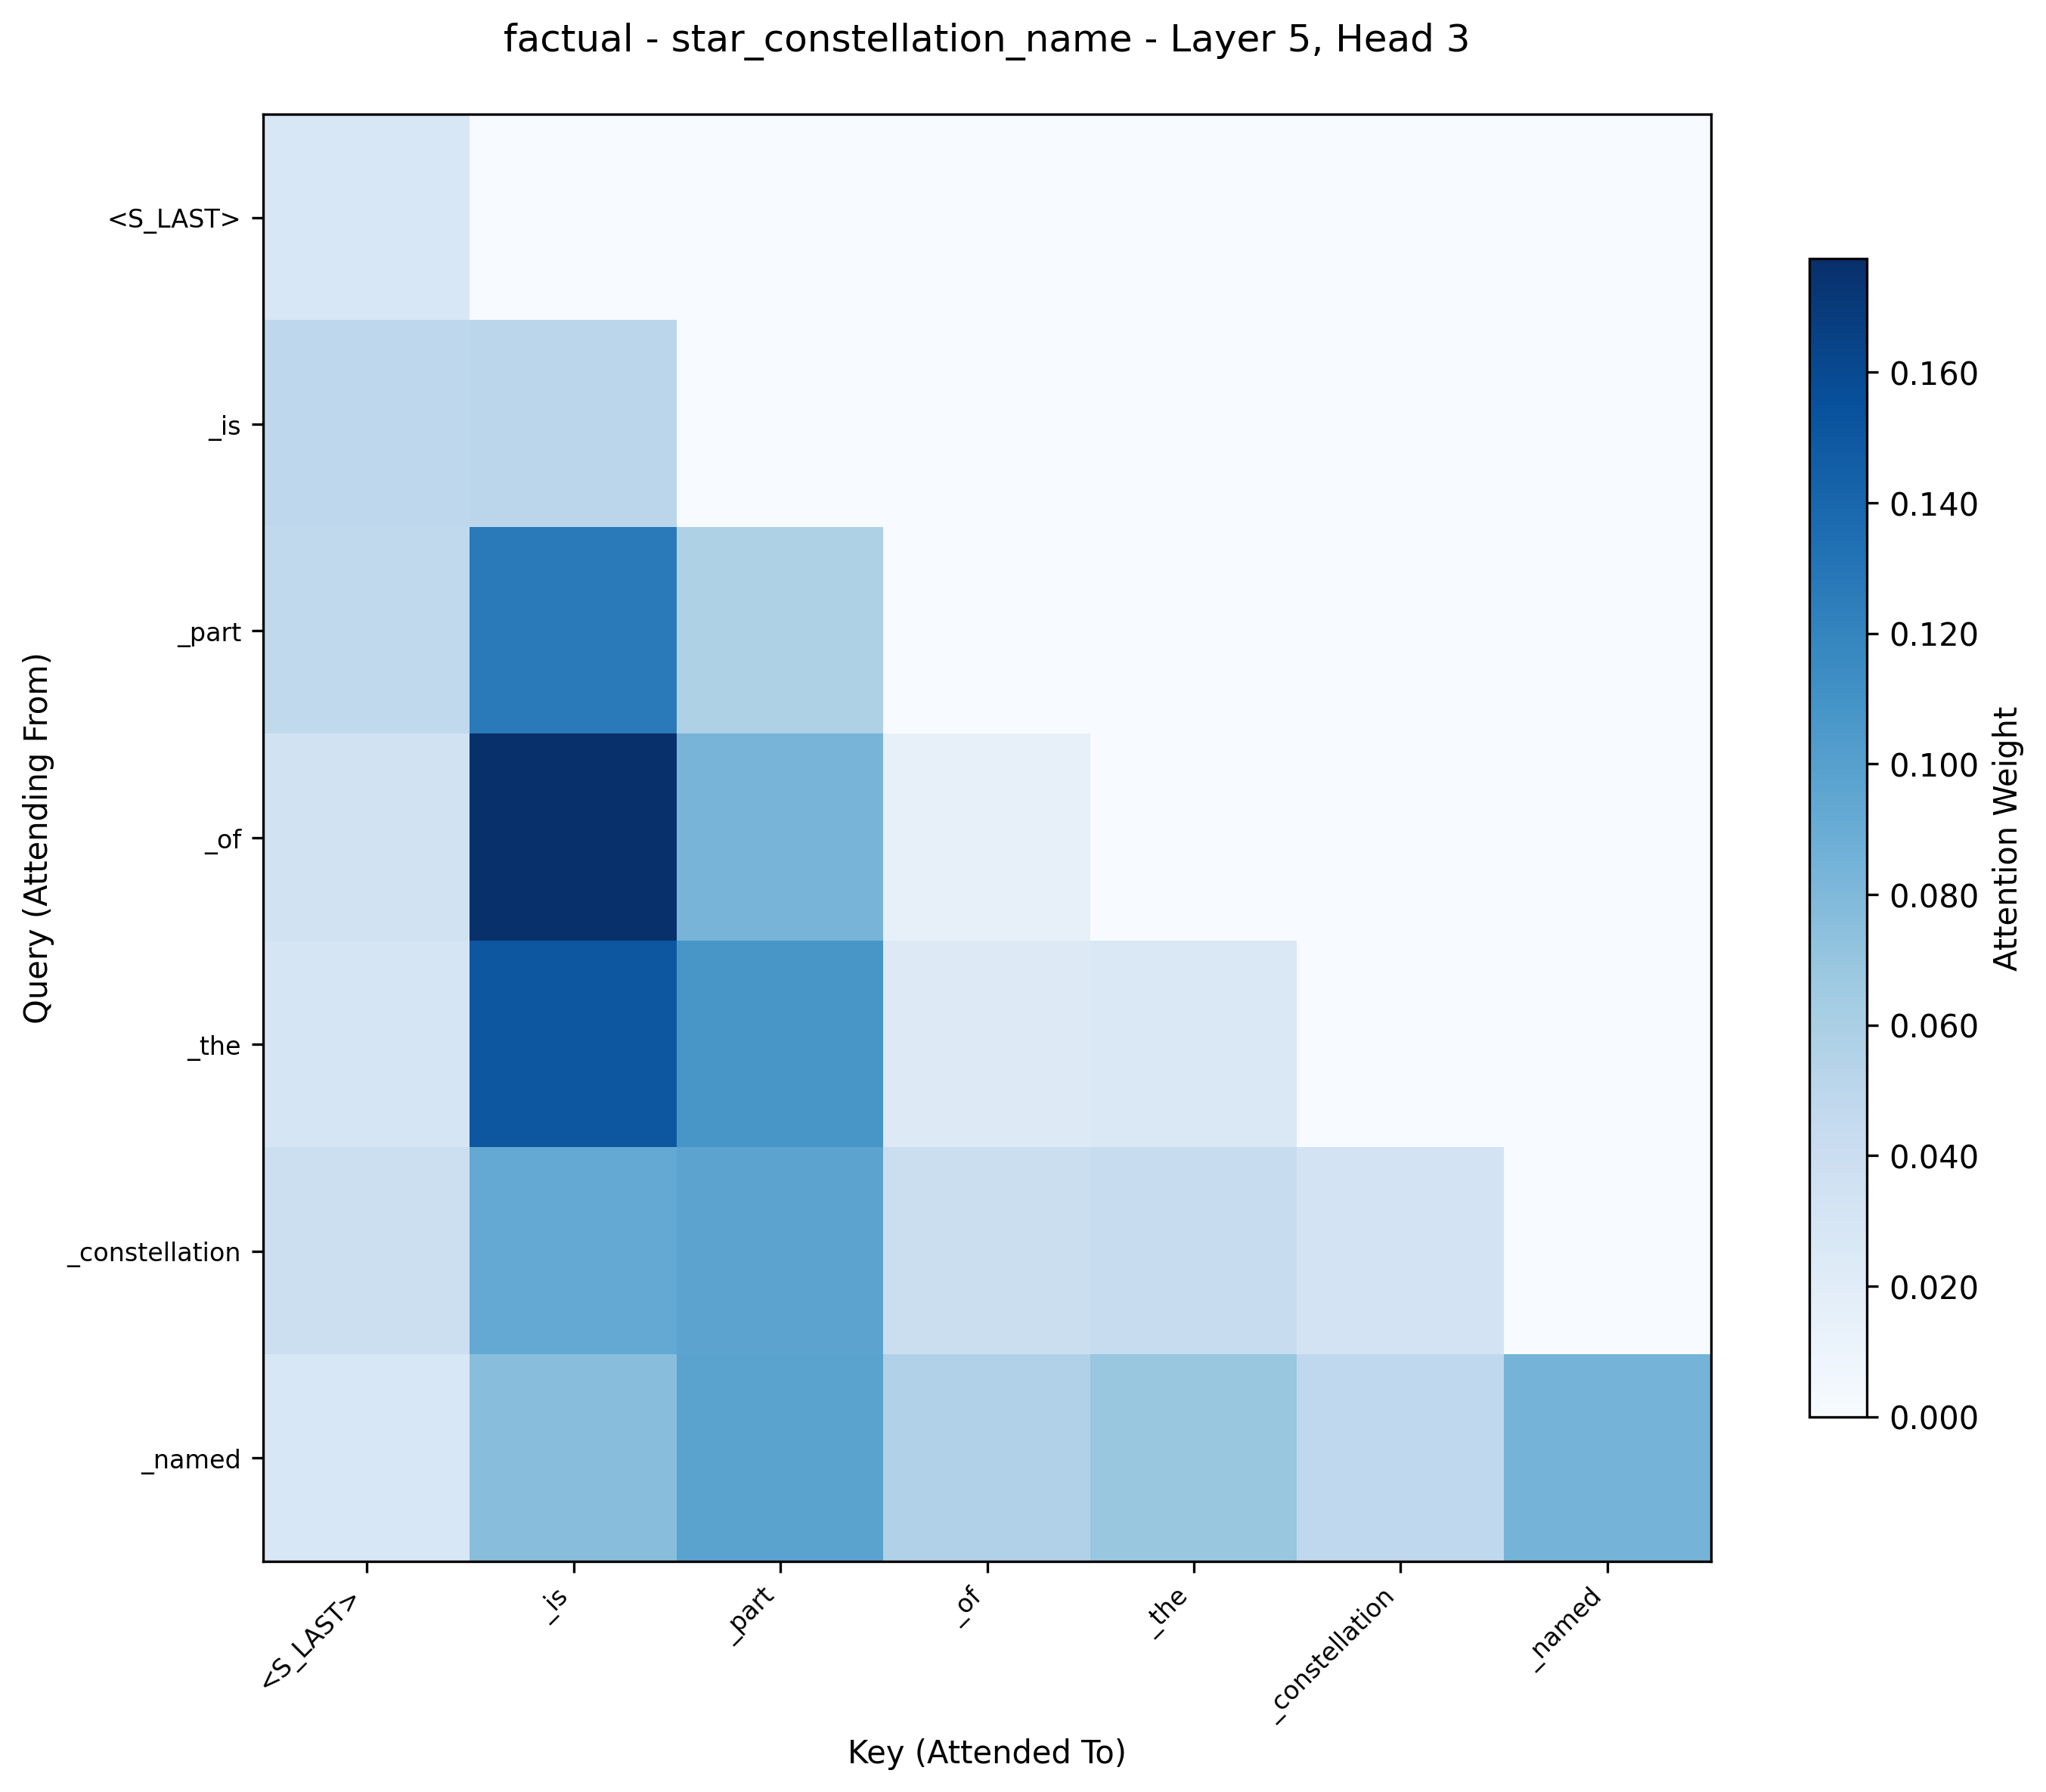 factual - star_constellation_name - Layer 5, Head 3
Query (Attending From)
<S_LAST>
_is
_part
_of
_the
_constellation
_named
<S_LAST>
_is
_part
_of
_the
_constellation
_named
Key (Attended To)
0.160
0.140
0.120
0.100
0.080
0.060
0.040
0.020
0.000
Attention Weight